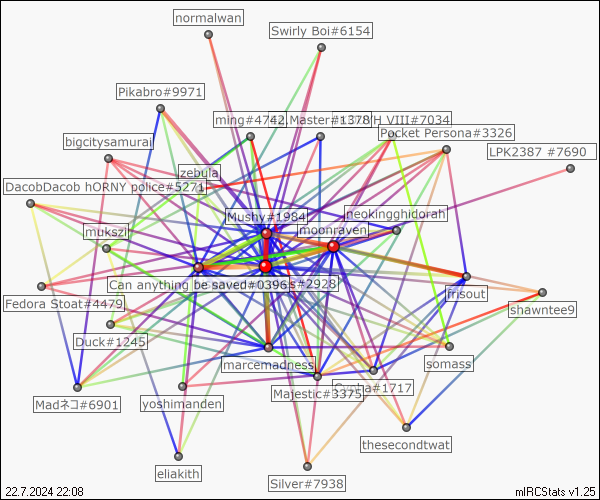 normalwan
Swirly Boi#6154
Pikabro#9971
ming#4742
Master#1378
H VIII#7034
Pocket Persona#3326
bigcitysamurai
LPK2387 #7690
zebula
DacobDacob hORNY police#5271
Mushy#1984
neokingghidorah
mukszi
moonraven
Can anything be saved#0396
s#2928
frisout
Fedora Stoat#4479
shawntee9
Duck#1245
marcemadness
somass
Majestic#3375
#1717
Madネコ#6901
yoshimanden
thesecondtwat
eliakith
Silver#7938
22.7.2024 22:08
mIRCStats v1.25